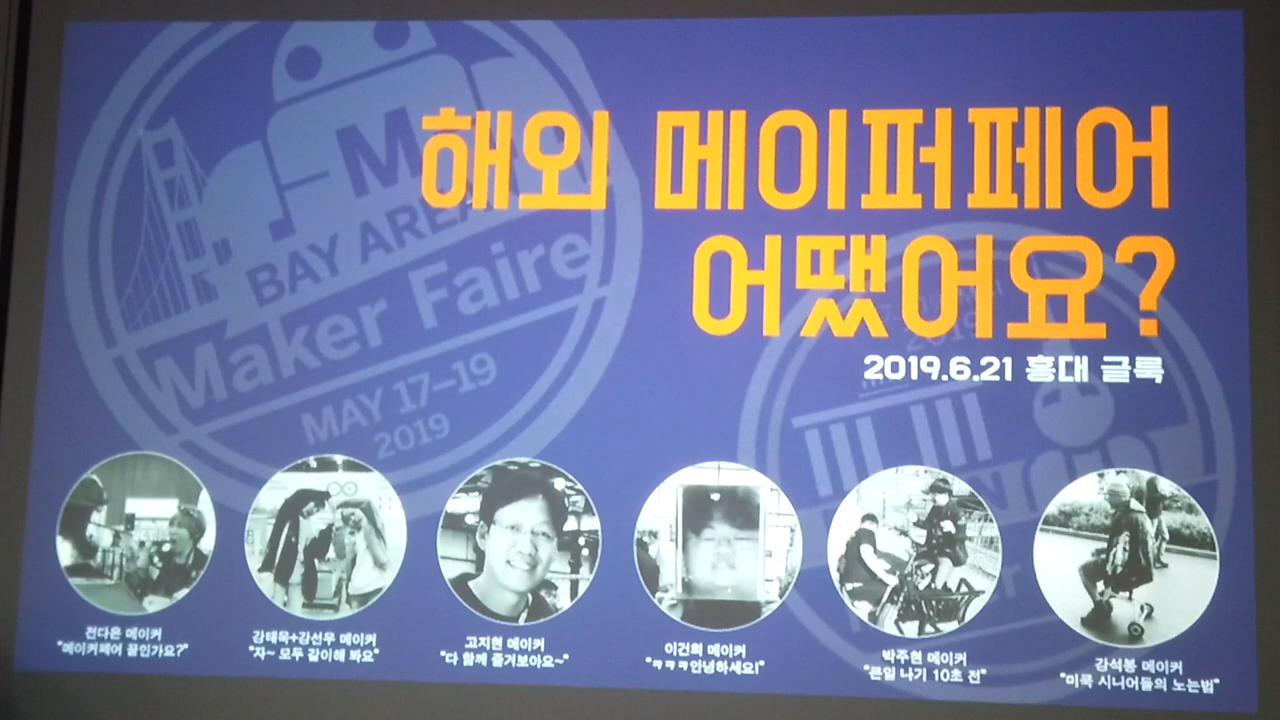 해외 메이퍼페어
어땠어요?
2019.6.21 홍대 글룩
M
BAY AREA
Maker Faire
MAY 17–19
2019
2019
전다은 메이커
"메이커페어 끝인가요?"
강태욱+강선우 메이커
"자~ 모두 같이해 봐요"
고지현 메이커
"다 함께 즐겨보아요~"
이건희 메이커
"ㅋㅋㅋ안녕하세요!"
박주현 메이커
"큰일 나기 10초 전"
강석봉 메이커
"미쿡 시니어들의 노는법"